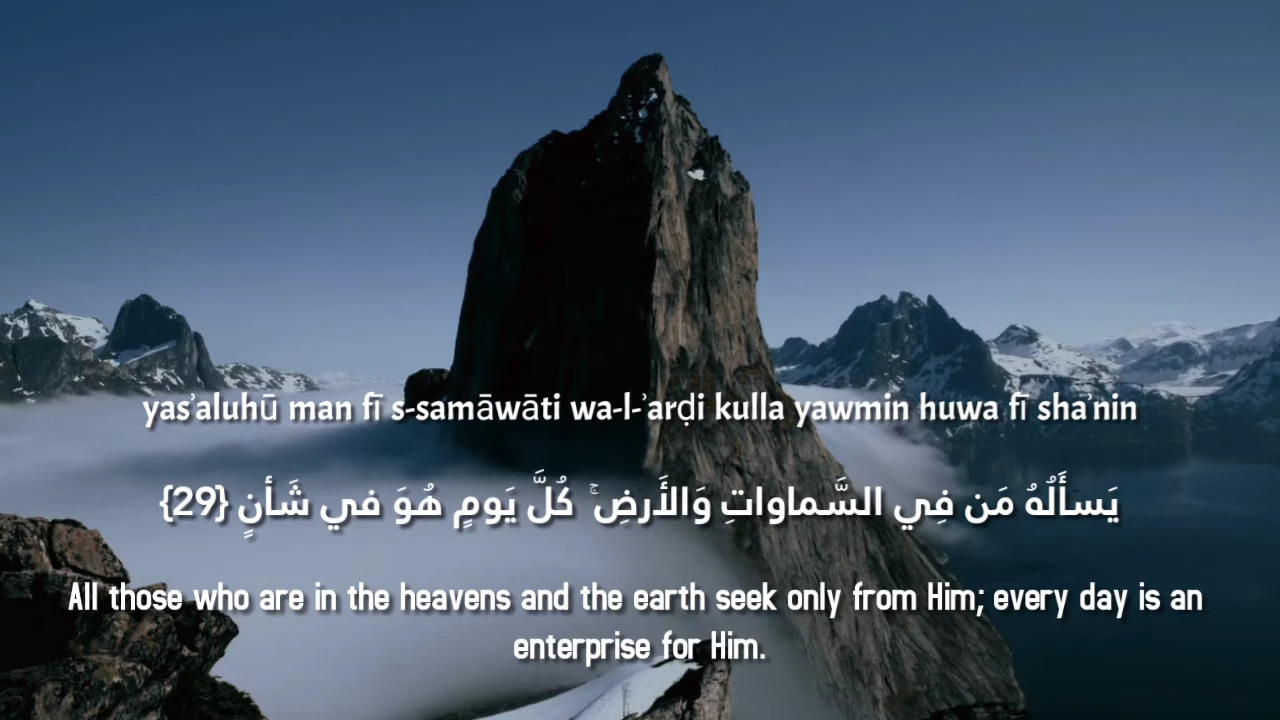 yasʾaluhū man fī s-samāwāti wa-l-ʾarḍi kulla yawmin huwa fī shaʾnin
يَسأَلُهُ مَن فِي السَّماواتِ وَالأَرضِ ۚ كُلَّ يَومٍ هُوَ في شَأنٍ {29}
All those who are in the heavens and the earth seek only from Him; every day is an
enterprise for Him.